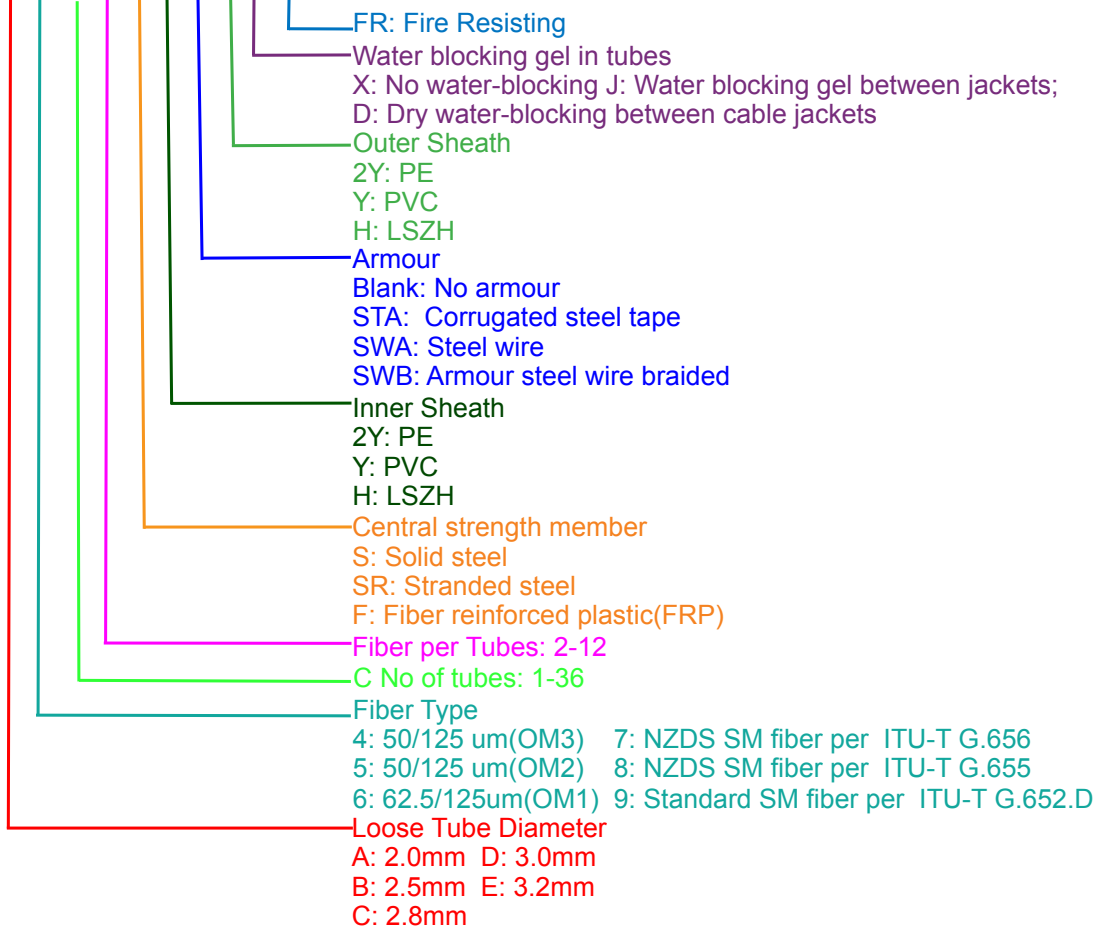 FR: Fire Resisting
Water blocking gel in tubes
X: No water-blocking J: Water blocking gel between jackets;
D: Dry water-blocking between cable jackets
Outer Sheath
2Y: PE
Y: PVC
H: LSZH
Armour
Blank: No armour
STA:  Corrugated steel tape
SWA: Steel wire
SWB: Armour steel wire braided
Inner Sheath
2Y: PE
Y: PVC
H: LSZH
Central strength member
S: Solid steel
SR: Stranded steel
F: Fiber reinforced plastic(FRP)
Fiber per Tubes: 2-12
C No of tubes: 1-36
Fiber Type
4: 50/125 um(OM3)    7: NZDS SM fiber per  ITU-T G.656
5: 50/125 um(OM2)    8: NZDS SM fiber per  ITU-T G.655
6: 62.5/125um(OM1)  9: Standard SM fiber per  ITU-T G.652.D
Loose Tube Diameter
A: 2.0mm  D: 3.0mm
B: 2.5mm  E: 3.2mm
C: 2.8mm